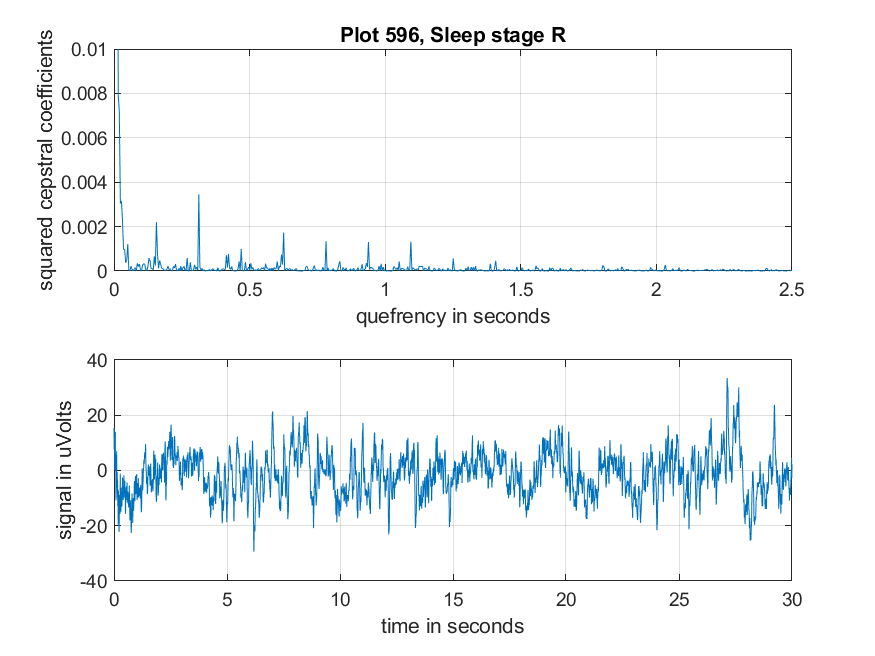 Plot 596, Sleep stage R
squared cepstral coefficients
0.01
0.008
0.006
0.004
0.002
0
0 0.5 1 1.5 2 2.5
quefrency in seconds
signal in uVolts
40
20
0
-20
-40
0 5 10 15 20 25 30
time in seconds